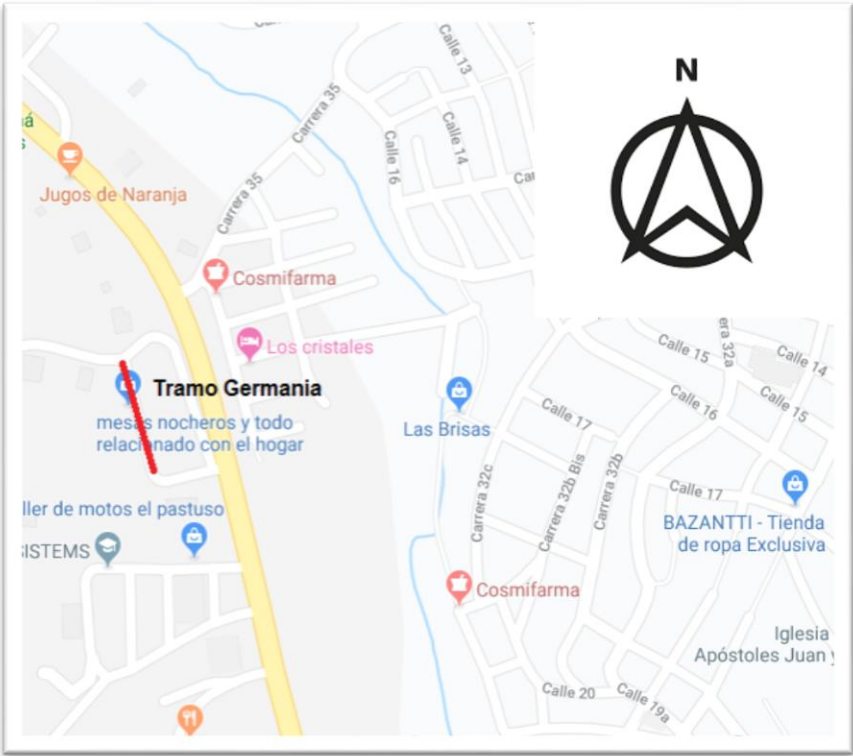 N
Calle 13
Carrera 35
Calle 14
Calle 16
Jugos de Naranja
Carrera 35
Cosmifarma
Los cristales
Calle 15
Calle 14
Tramo Germania
mesas nocheros y todo
relacionado con el hogar
Calle 16
Calle 15
Las Brisas
Calle 17
Carrera 32c
Carrera 32b Bis
Carrera 32b
Calle 17
BAZANTTI - Tienda
de ropa Exclusiva
ller de motos el pastuso
SISTEMS
Cosmifarma
Iglesia
Apóstoles Juan y
Calle 20
Calle 19a
era 32a